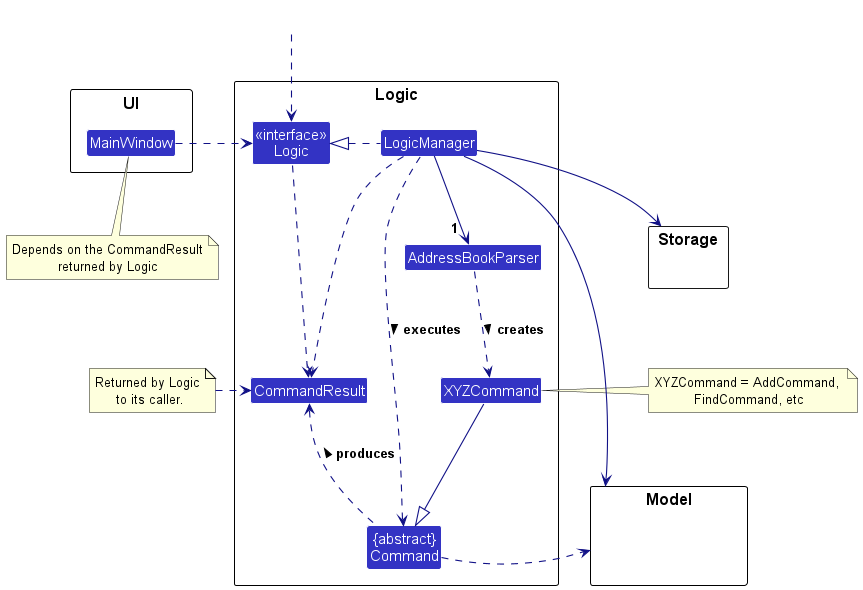 Logic
UI
«interface»
Logic
LogicManager
MainWindow
1
Storage
Depends on the CommandResult
returned by Logic
AddressBookParser
executes
creates
Returned by Logic
to its caller.
CommandResult
XYZCommand
XYZCommand = AddCommand,
FindCommand, etc
produces
Model
{abstract}
Command